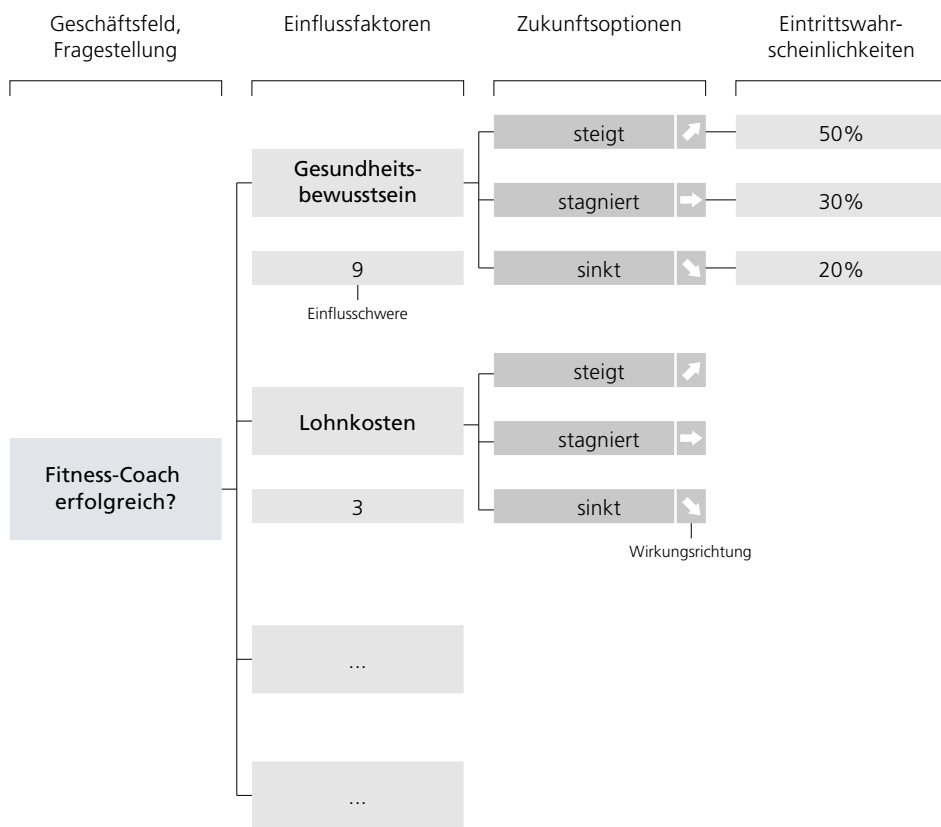 Geschäftsfeld,
Fragestellung
Einflussfaktoren
Zukunftsoptionen
Eintrittswahr-
scheinlichkeiten
Gesundheits-
bewusstsein
9
Einflusschwere
steigt
50%
stagniert
30%
sinkt
20%
Lohnkosten
3
steigt
stagniert
sinkt
Wirkungsrichtung
Fitness-Coach
erfolgreich?
...
...